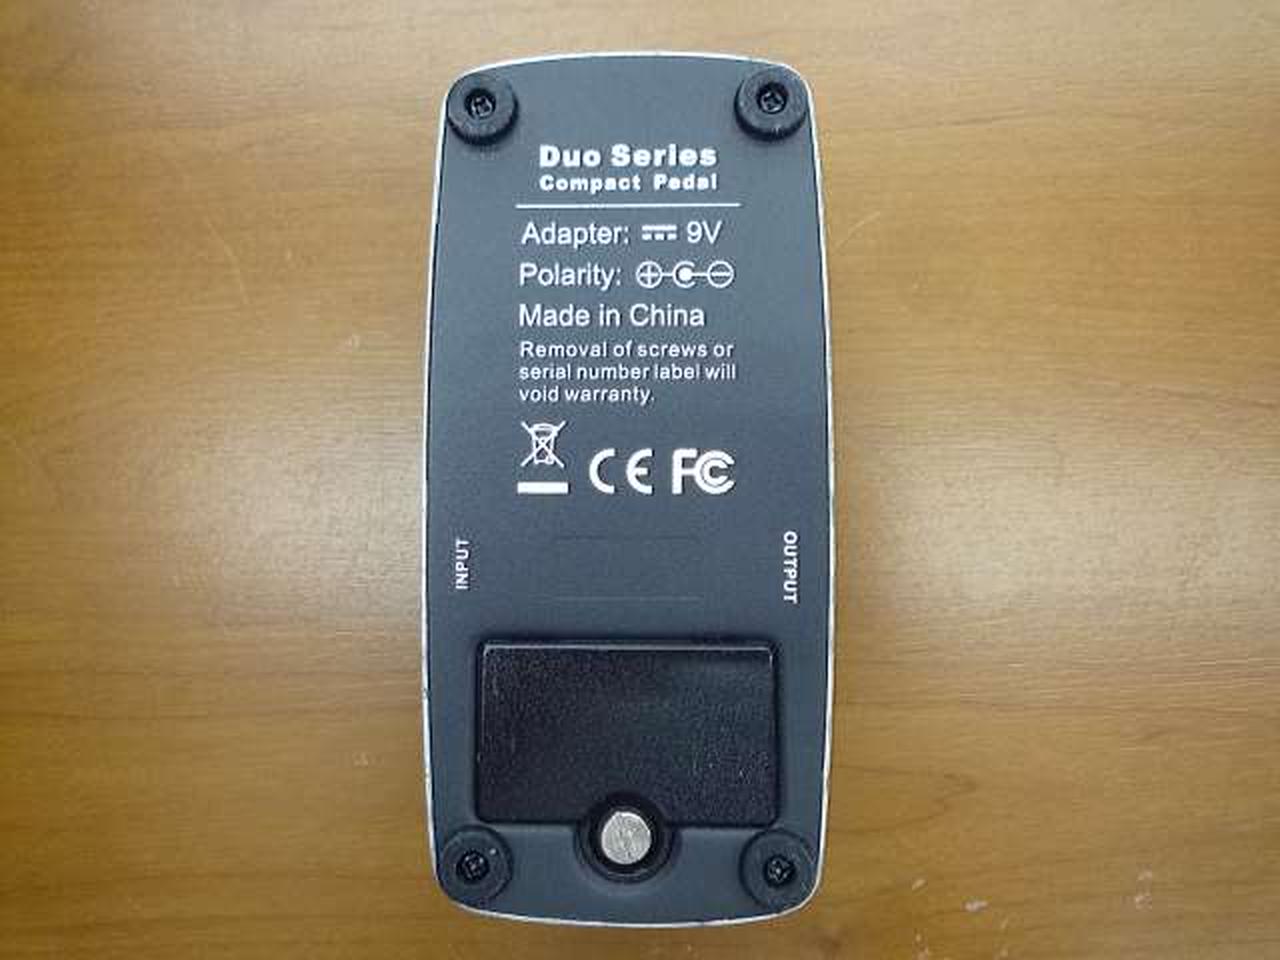 Duo Series
Compact Pedal
Adapter: 9V
Polarity:
Made in China
Removal of screws or
serial number label will
void warranty.
CE FC
INPUT
OUTPUT